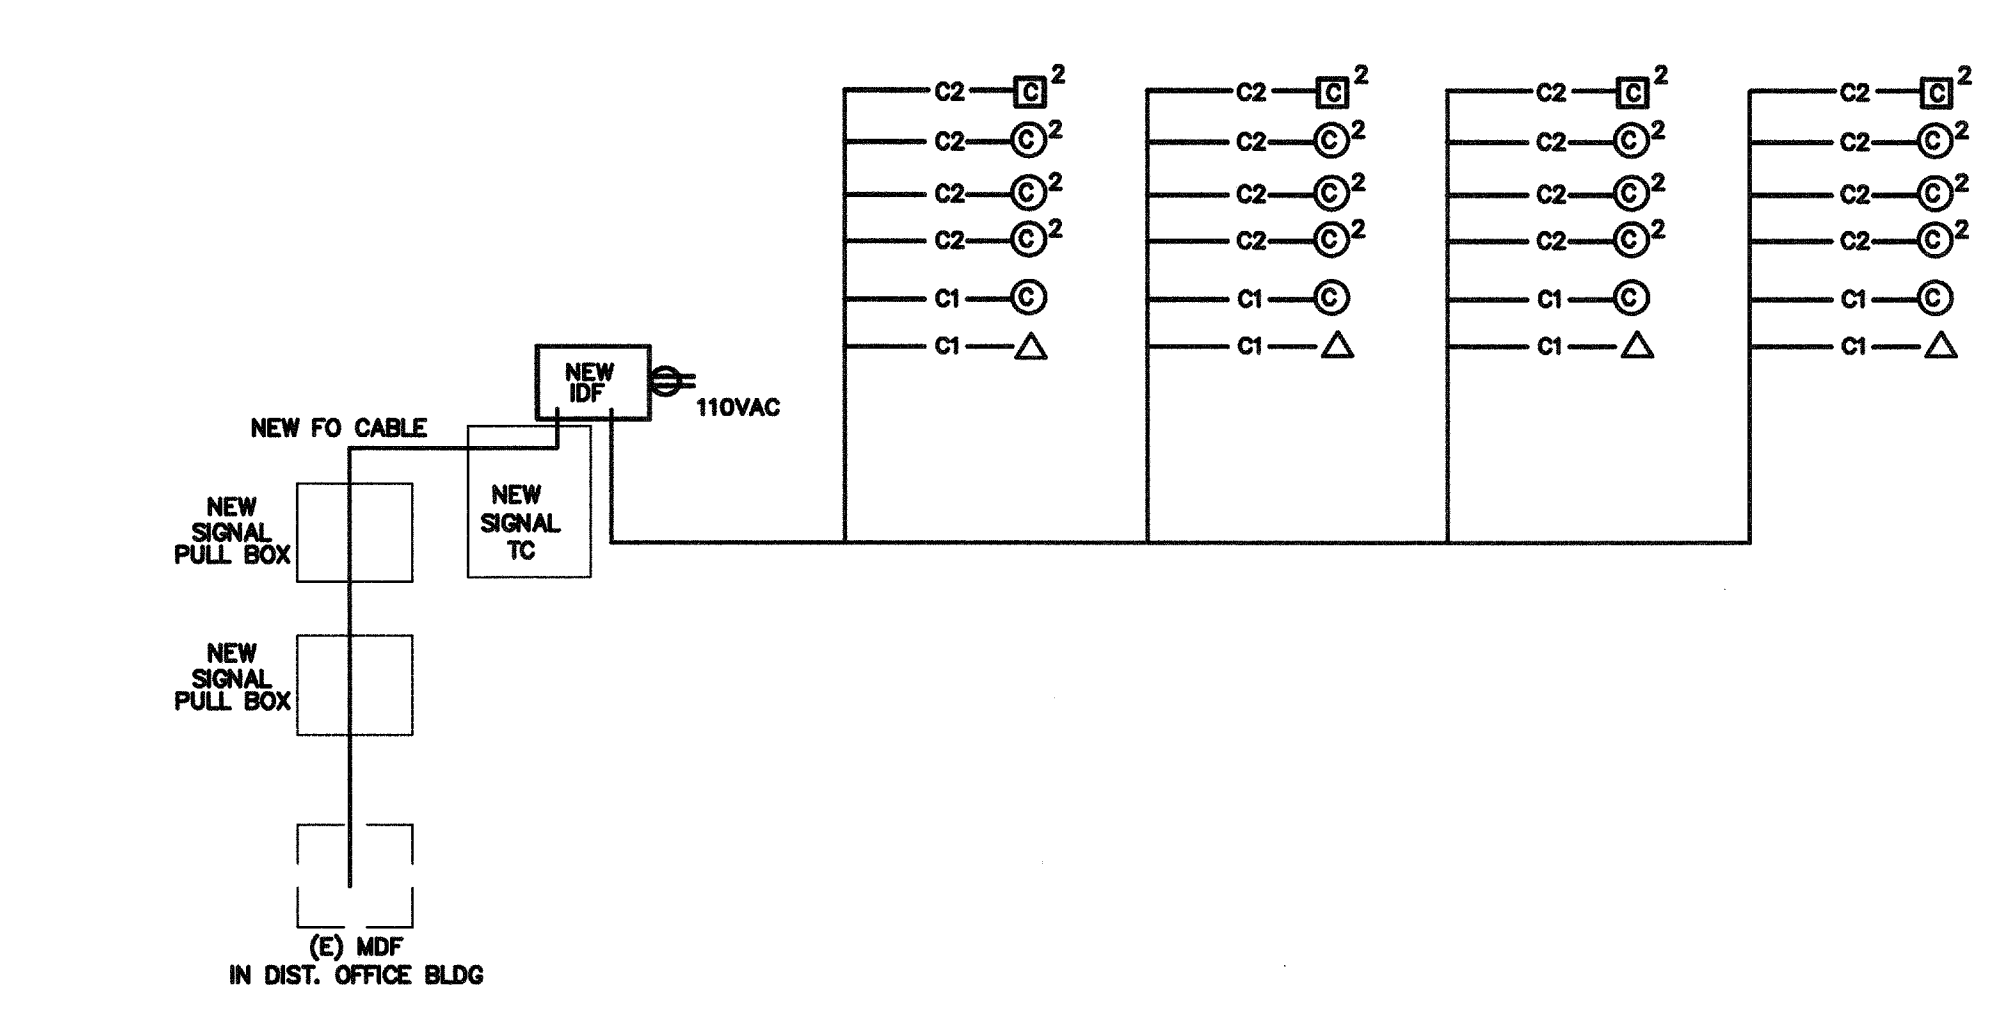 C2 C 2 C2 C 2 C2 C 2 C2 C 2
C2 C 2 C2 C 2 C2 C 2 C2 C 2
C2 C 2 C2 C 2 C2 C 2 C2 C 2
C2 C 2 C2 C 2 C2 C 2 C2 C 2
C1 C C1 C C1 C C1 C
C1 C1 C1 C1
NEW
IDF
110VAC
NEW FO CABLE
NEW
SIGNAL
TC
NEW
SIGNAL
PULL BOX
NEW
SIGNAL
PULL BOX
(E) MDF
IN DIST. OFFICE BLDG